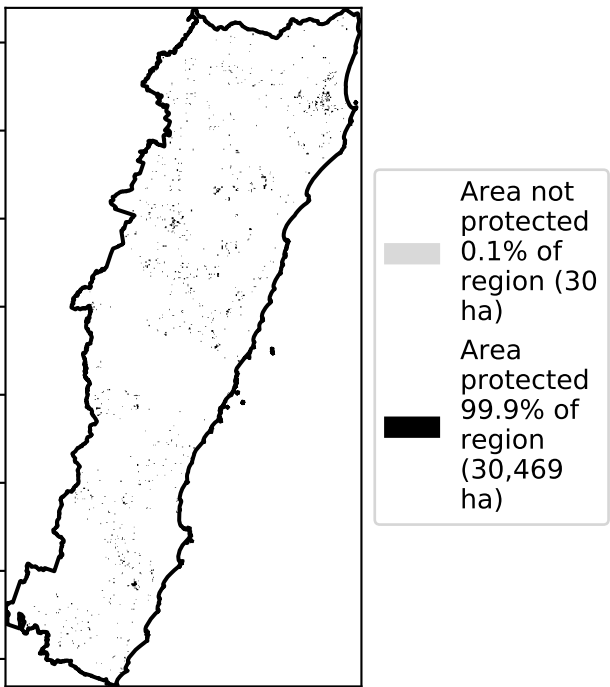 Area not
protected
0.1% of
region (30
ha)
Area
protected
99.9% of
region
(30,469
ha)